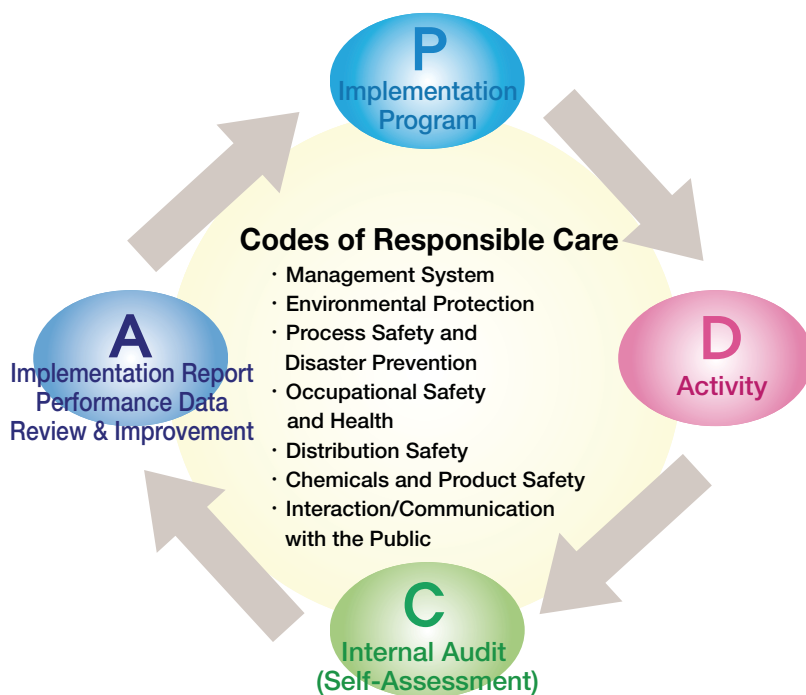 P
Implementation
Program
Codes of Responsible Care
· Management System
· Environmental Protection
· Process Safety and
Disaster Prevention
· Occupational Safety
and Health
· Distribution Safety
· Chemicals and Product Safety
· Interaction/Communication
with the Public
D
Activity
C
Internal Audit
(Self-Assessment)
A
Implementation Report
Performance Data
Review & Improvement